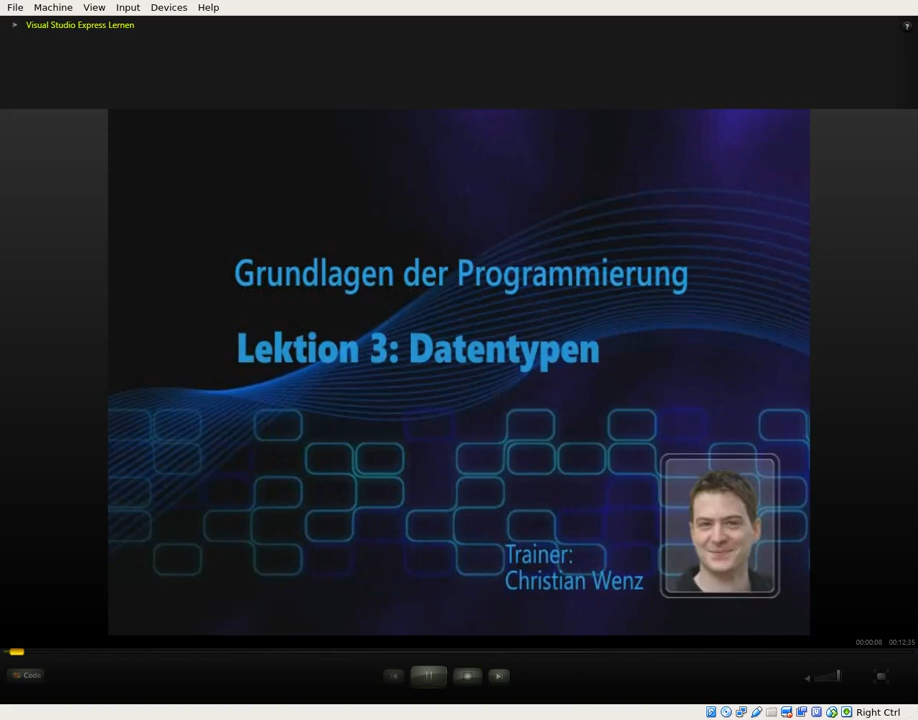 File Machine View Input Devices Help
Visual Studio Express Lernen
?
Grundlagen der Programmierung
Lektion 3: Datentypen
Trainer:
Christian Wenz
00:00:08 00:12:35
Code
Right Ctrl